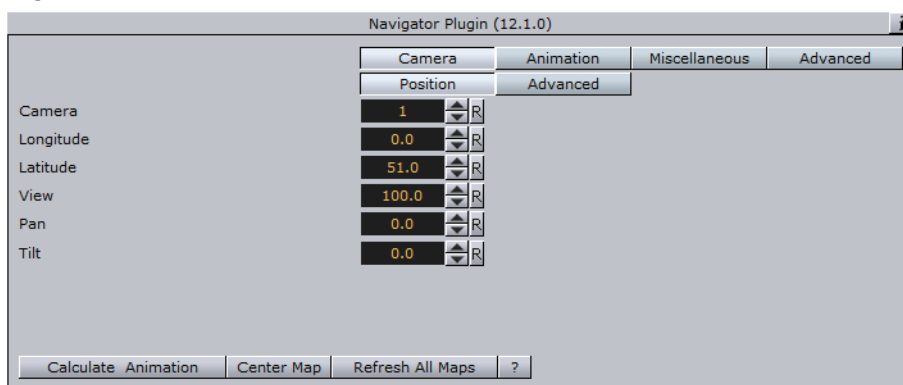 Navigator Plugin (12.1.0) i
Camera Animation Miscellaneous Advanced
Position Advanced
Camera 1 R
Longitude 0.0 R
Latitude 51.0 R
View 100.0 R
Pan 0.0 R
Tilt 0.0 R
Calculate Animation Center Map Refresh All Maps ?